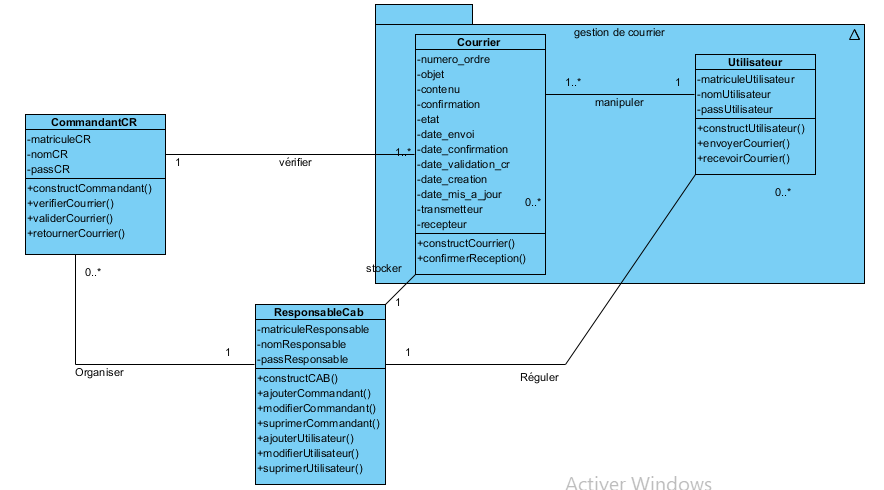 gestion de courrier
Courrier
-numero_ordre
-objet
-contenu
-confirmation
-etat
-date_envoi
-date_confirmation
-date_validation_cr
-date_creation
-date_mis_a_jour
-transmetteur
-recepteur
+constructCourrier()
+confirmerReception()
1..*
manipuler
1
Utilisateur
-matriculeUtilisateur
-nomUtilisateur
-passUtilisateur
+constructUtilisateur()
+envoyerCourrier()
+recevoirCourrier()
0..*
CommandantCR
-matriculeCR
-nomCR
-passCR
+constructCommandant()
+verifierCourrier()
+validerCourrier()
+retournerCourrier()
1
vérifier
1..*
0..*
stocker
1
0..*
Organiser
1
ResponsableCab
-matriculeResponsable
-nomResponsable
-passResponsable
+constructCAB()
+ajouterCommandant()
+modifierCommandant()
+suprimerCommandant()
+ajouterUtilisateur()
+modifierUtilisateur()
+suprimerUtilisateur()
1
Réguler
Activer Windows